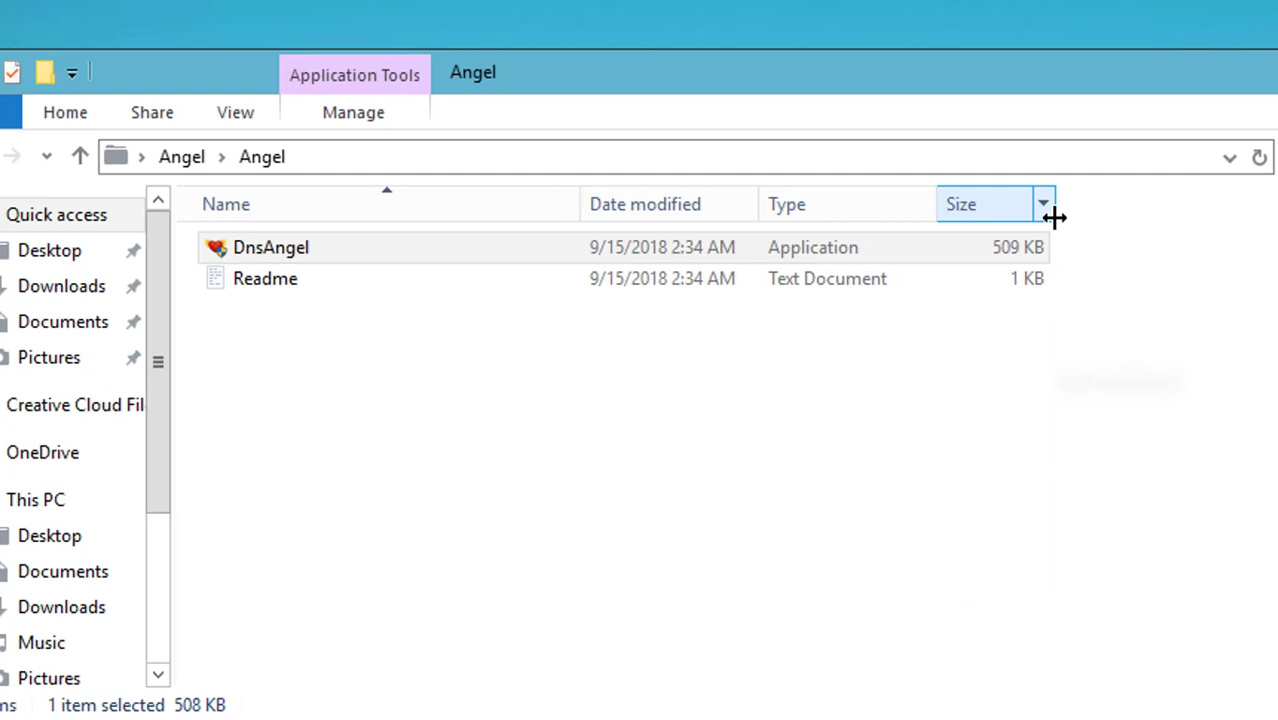 Application Tools Angel
Home Share View Manage
Angel > Angel
Name Date modified Type Size
DnsAngel 9/15/2018 2:34 AM Application 509 KB
Readme 9/15/2018 2:34 AM Text Document 1 KB
Quick access
Desktop
Downloads
Documents
Pictures
Creative Cloud Fil
OneDrive
This PC
Desktop
Documents
Downloads
Music
Pictures
ms 1 item selected 508 KB